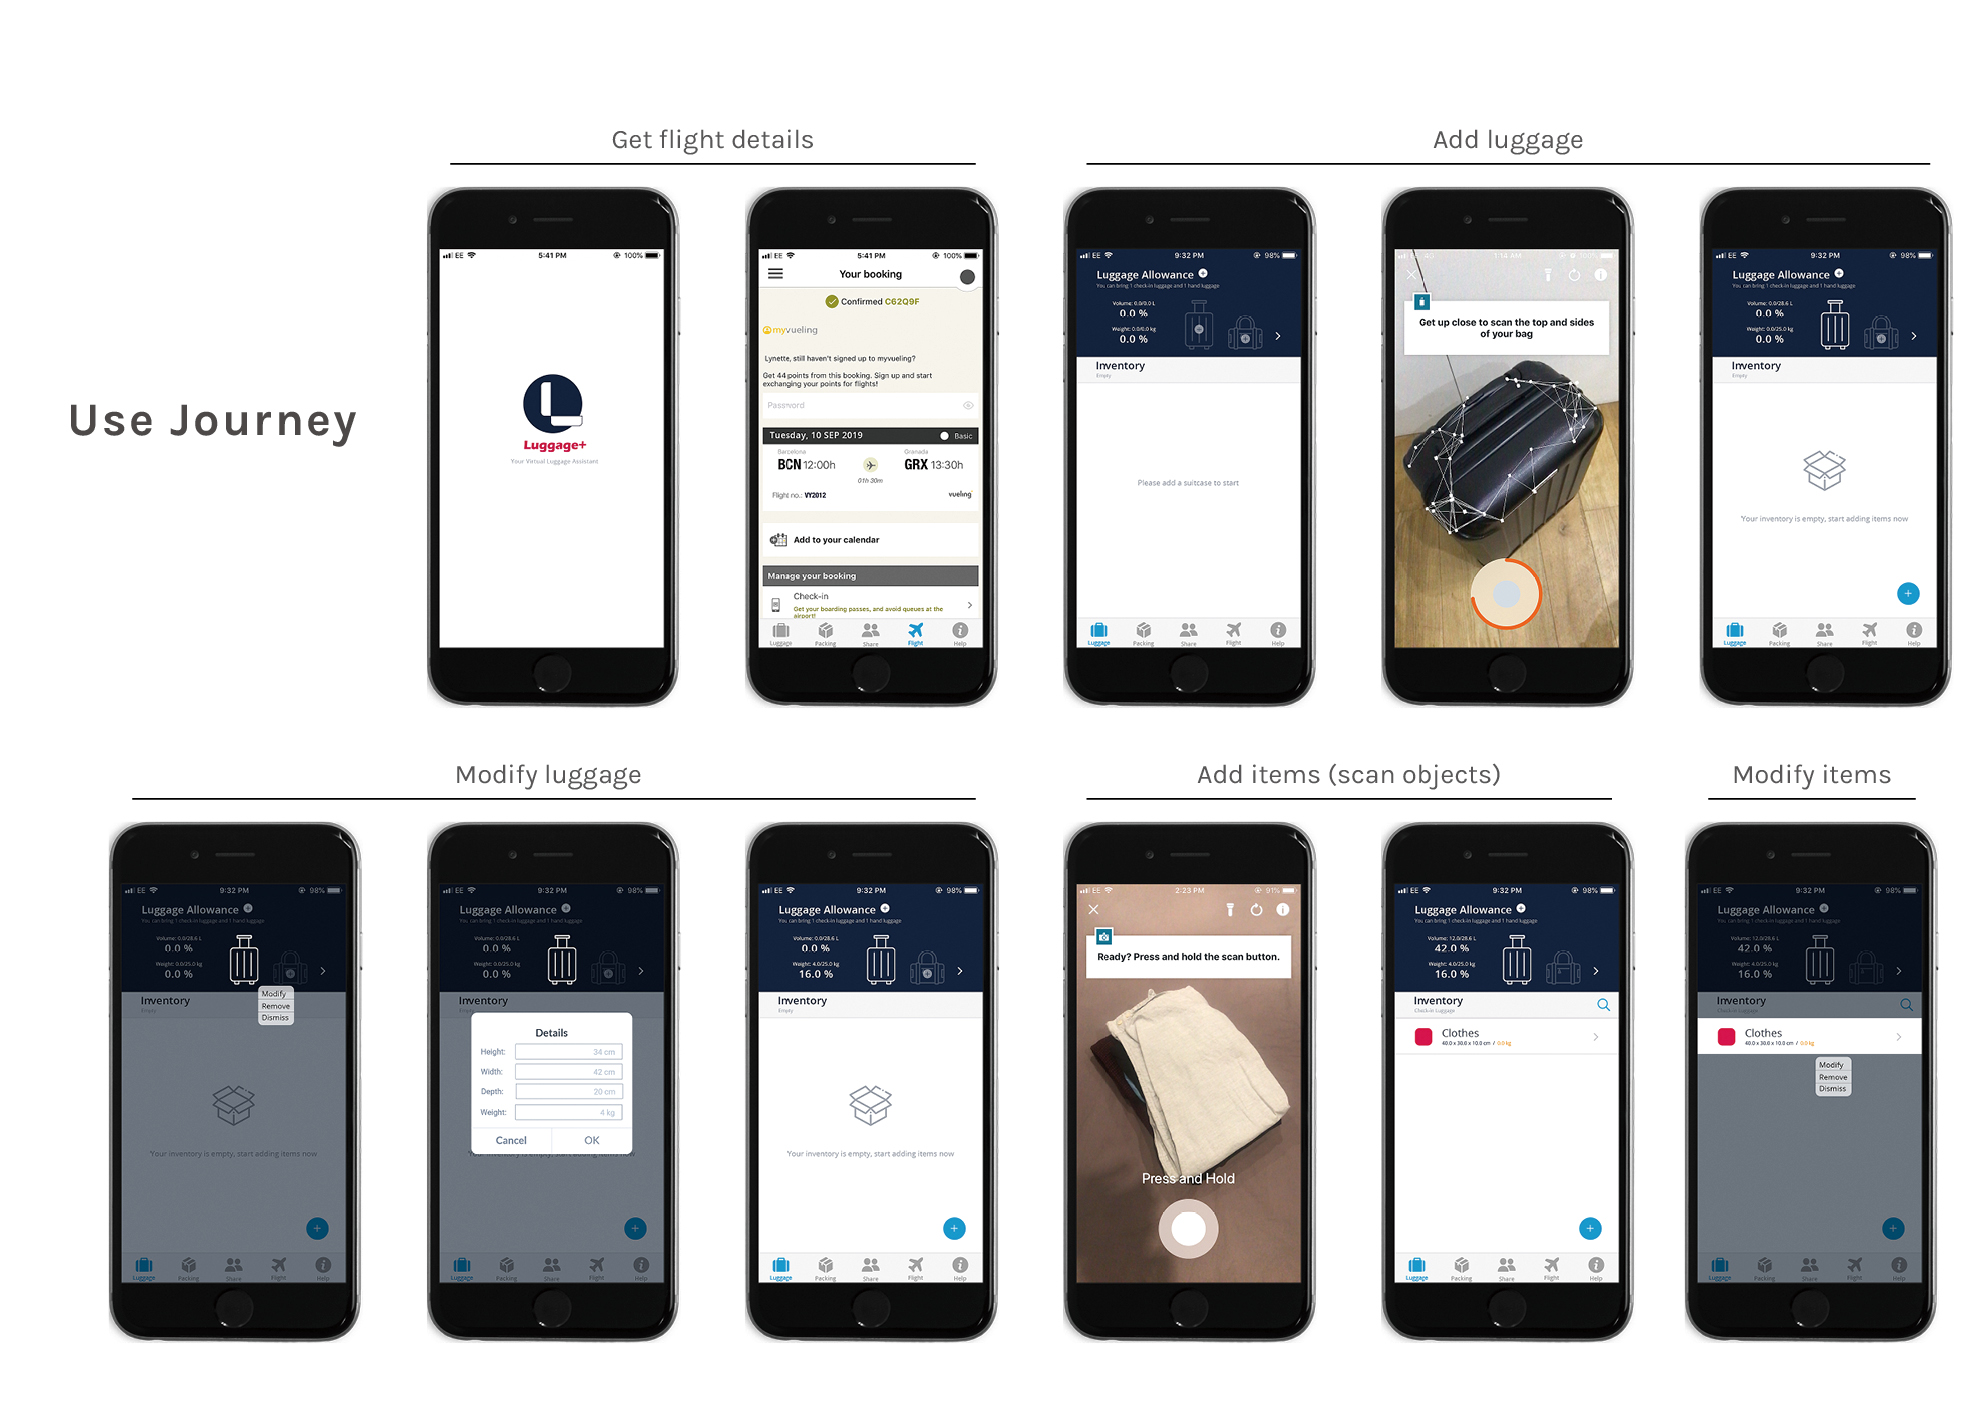 Use Journey
Get flight details
EE
5:41 PM
100%
Luggage+
Your Virtual Luggage Assistant
EE
5:41 PM
100%
Your booking
Confirmed C62Q9F
myvueling
Lynette, still haven't signed up to myvueling?
Get 44 points from this booking. Sign up and start
exchanging your points for flights!
Password
Tuesday, 10 SEP 2019
Basic
Barcelona
Granada
BCN 12:00h
GRX 13:30h
01h 30m
Flight no.: VY2012
vueling
Add to your calendar
Manage your booking
Check-in
Get your boarding passes, and avoid queues at the
airport!
Luggage
Packing
Share
Flight
Help
Add luggage
EE
9:32 PM
98%
Luggage Allowance
You can bring 1 check-in luggage and 1 hand luggage
Volume: 0.0/0.0 L
0.0 %
Weight: 0.0/0.0 kg
0.0 %
Inventory
Empty
Please add a suitcase to start
Luggage
Packing
Share
Flight
Help
1:14 AM
Get up close to scan the top and sides
of your bag
EE
9:32 PM
98%
Luggage Allowance
You can bring 1 check-in luggage and 1 hand luggage
Volume: 0.0/28.6 L
0.0 %
Weight: 0.0/25.0 kg
0.0 %
Inventory
Empty
Your inventory is empty, start adding items now
Luggage
Packing
Share
Flight
Help
Modify luggage
EE
9:32 PM
98%
Luggage Allowance
You can bring 1 check-in luggage and 1 hand luggage
Volume: 0.0/28.6 L
0.0 %
Weight: 0.0/25.0 kg
0.0 %
Inventory
Empty
Modify
Remove
Dismiss
Your inventory is empty, start adding items now
Luggage
Packing
Share
Flight
Help
EE
9:32 PM
98%
Luggage Allowance
You can bring 1 check-in luggage and 1 hand luggage
Volume: 0.0/28.6 L
0.0 %
Weight: 0.0/25.0 kg
0.0 %
Inventory
Details
Height: 34 cm
Width: 42 cm
Depth: 20 cm
Weight: 4 kg
Cancel
OK
Your inventory is empty, start adding items now
Luggage
Packing
Share
Flight
Help
EE
9:32 PM
98%
Luggage Allowance
You can bring 1 check-in luggage and 1 hand luggage
Volume: 0.0/28.6 L
0.0 %
Weight: 4.0/25.0 kg
16.0 %
Inventory
Empty
Your inventory is empty, start adding items now
Luggage
Packing
Share
Flight
Help
Add items (scan objects)
EE
2:23 PM
91%
Ready? Press and hold the scan button.
Press and Hold
EE
9:32 PM
98%
Luggage Allowance
You can bring 1 check-in luggage and 1 hand luggage
Volume: 12.0/28.6 L
42.0 %
Weight: 4.0/25.0 kg
16.0 %
Inventory
Check-in Luggage
Clothes
40.0 x 30.0 x 10.0 cm / 0.0 kg
Luggage
Packing
Share
Flight
Help
Modify items
EE
9:32 PM
98%
Luggage Allowance
You can bring 1 check-in luggage and 1 hand luggage
Volume: 12.0/28.6 L
42.0 %
Weight: 4.0/25.0 kg
16.0 %
Inventory
Check-in Luggage
Clothes
40.0 x 30.0 x 10.0 cm / 0.0 kg
Modify
Remove
Dismiss
Luggage
Packing
Share
Flight
Help